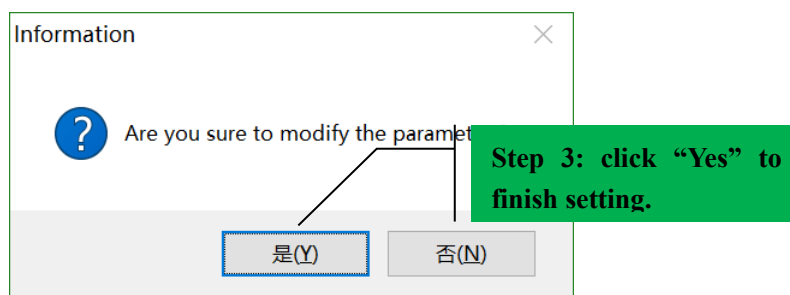 Information
Are you sure to modify the paramet
Step 3: click “Yes” to
finish setting.
是(Y)
否(N)